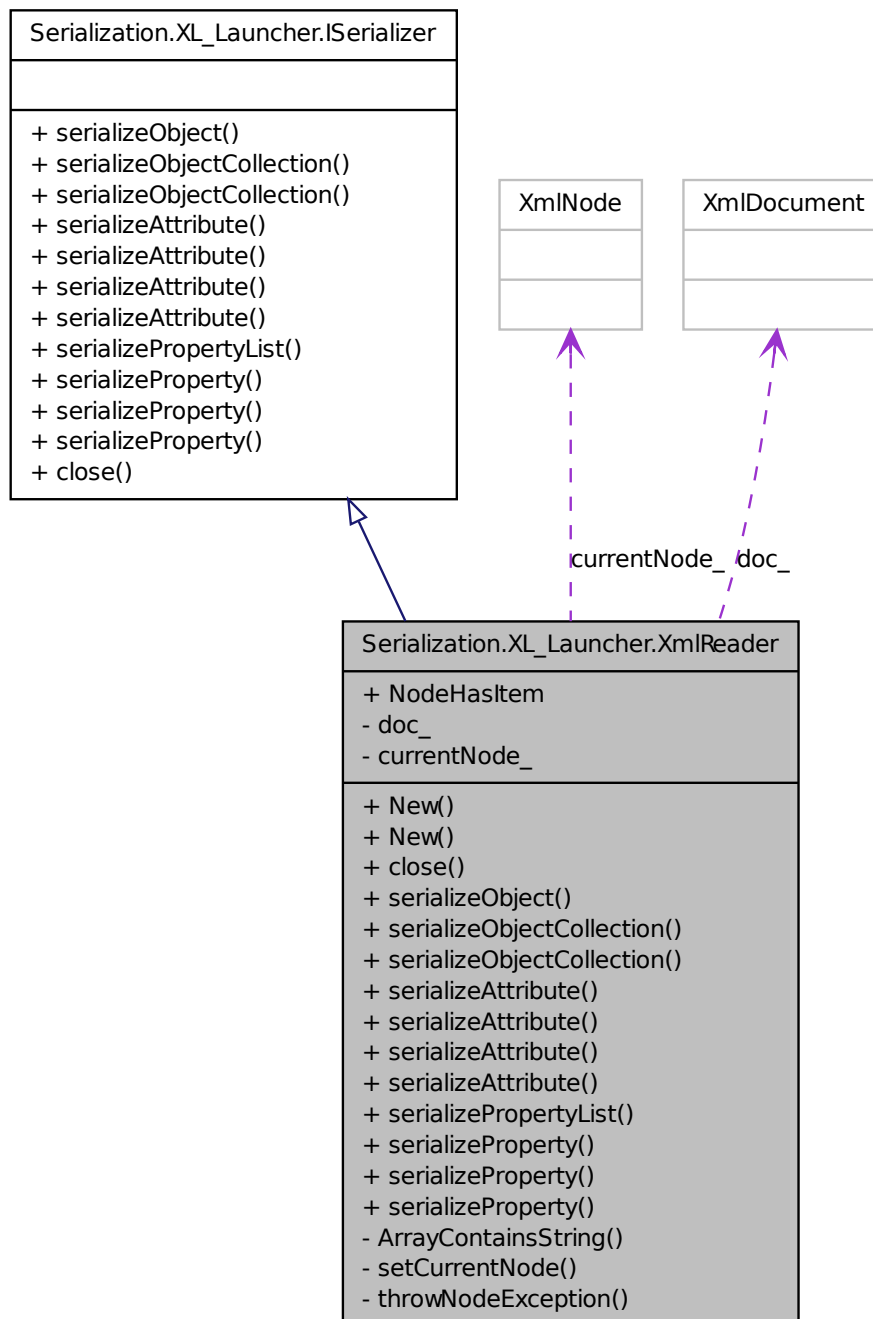 Serialization.XL_Launcher.ISerializer
+ serializeObject()
+ serializeObjectCollection()
+ serializeObjectCollection()
+ serializeAttribute()
+ serializeAttribute()
+ serializeAttribute()
+ serializeAttribute()
+ serializePropertyList()
+ serializeProperty()
+ serializeProperty()
+ serializeProperty()
+ close()
XmlNode
XmlDocument
currentNode_
doc_
Serialization.XL_Launcher.XmlReader
+ NodeHasItem
- doc_
- currentNode_
+ New()
+ New()
+ close()
+ serializeObject()
+ serializeObjectCollection()
+ serializeObjectCollection()
+ serializeAttribute()
+ serializeAttribute()
+ serializeAttribute()
+ serializeAttribute()
+ serializePropertyList()
+ serializeProperty()
+ serializeProperty()
+ serializeProperty()
- ArrayContainsString()
- setCurrentNode()
- throwNodeException()